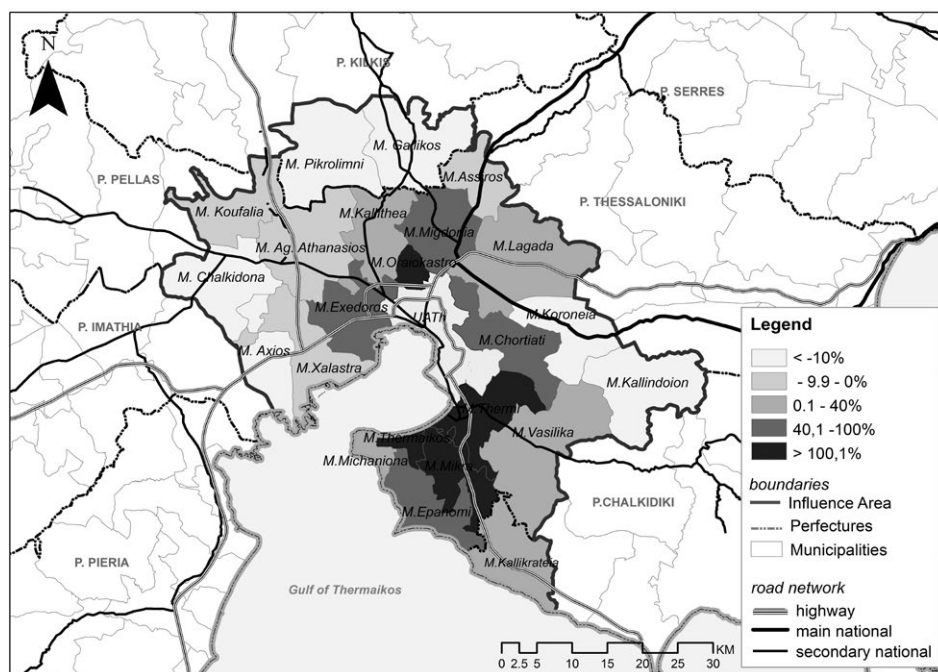 N
P. KILKIS
P. SERRES
M. Gallikos
M. Pikrolimni
M.Assiros
P. PELLAS
P. THESSALONIKI
M. Koufalia
M.Kallithea
M.Migdonia
M. Ag. Athanasios
M.Lagada
M.Oraiokastro
M. Chalkidona
M.Exedoros
M.Koroneia
UATh
P. IMATHIA
M.Chortiati
M. Axios
M.Xalastra
M.Kallindoion
M.Thermi
M.Thermaikos
M.Vasilika
M.Michaniona
M.Mikra
P.CHALKIDIKI
M.Epanomi
P. PIERIA
M.Kallikrateia
Gulf of Thermaikos
Legend
< -10%
- 9.9 - 0%
0.1 - 40%
40,1 -100%
> 100,1%
boundaries
Influence Area
Perfectures
Municipalities
road network
highway
main national
secondary national
KM
0 2.5 5 10 15 20 25 30